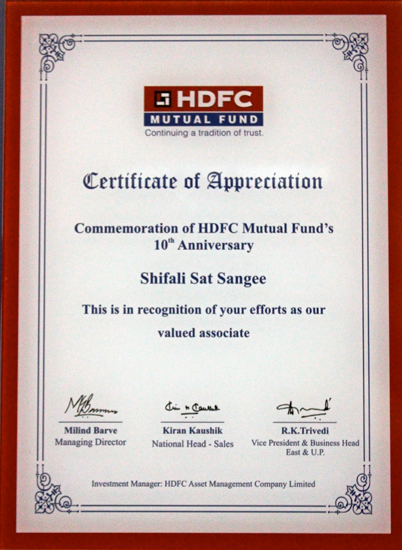 HDFC
MUTUAL FUND
Continuing a tradition of trust.
Certificate of Appreciation
Commemoration of HDFC Mutual Fund's
10th Anniversary
Shifali Sat Sangee
This is in recognition of your efforts as our
valued associate
Milind Barve
Managing Director
Kiran Kaushik
National Head - Sales
R.K.Trivedi
Vice President & Business Head
East & U.P.
Investment Manager: HDFC Asset Management Company Limited